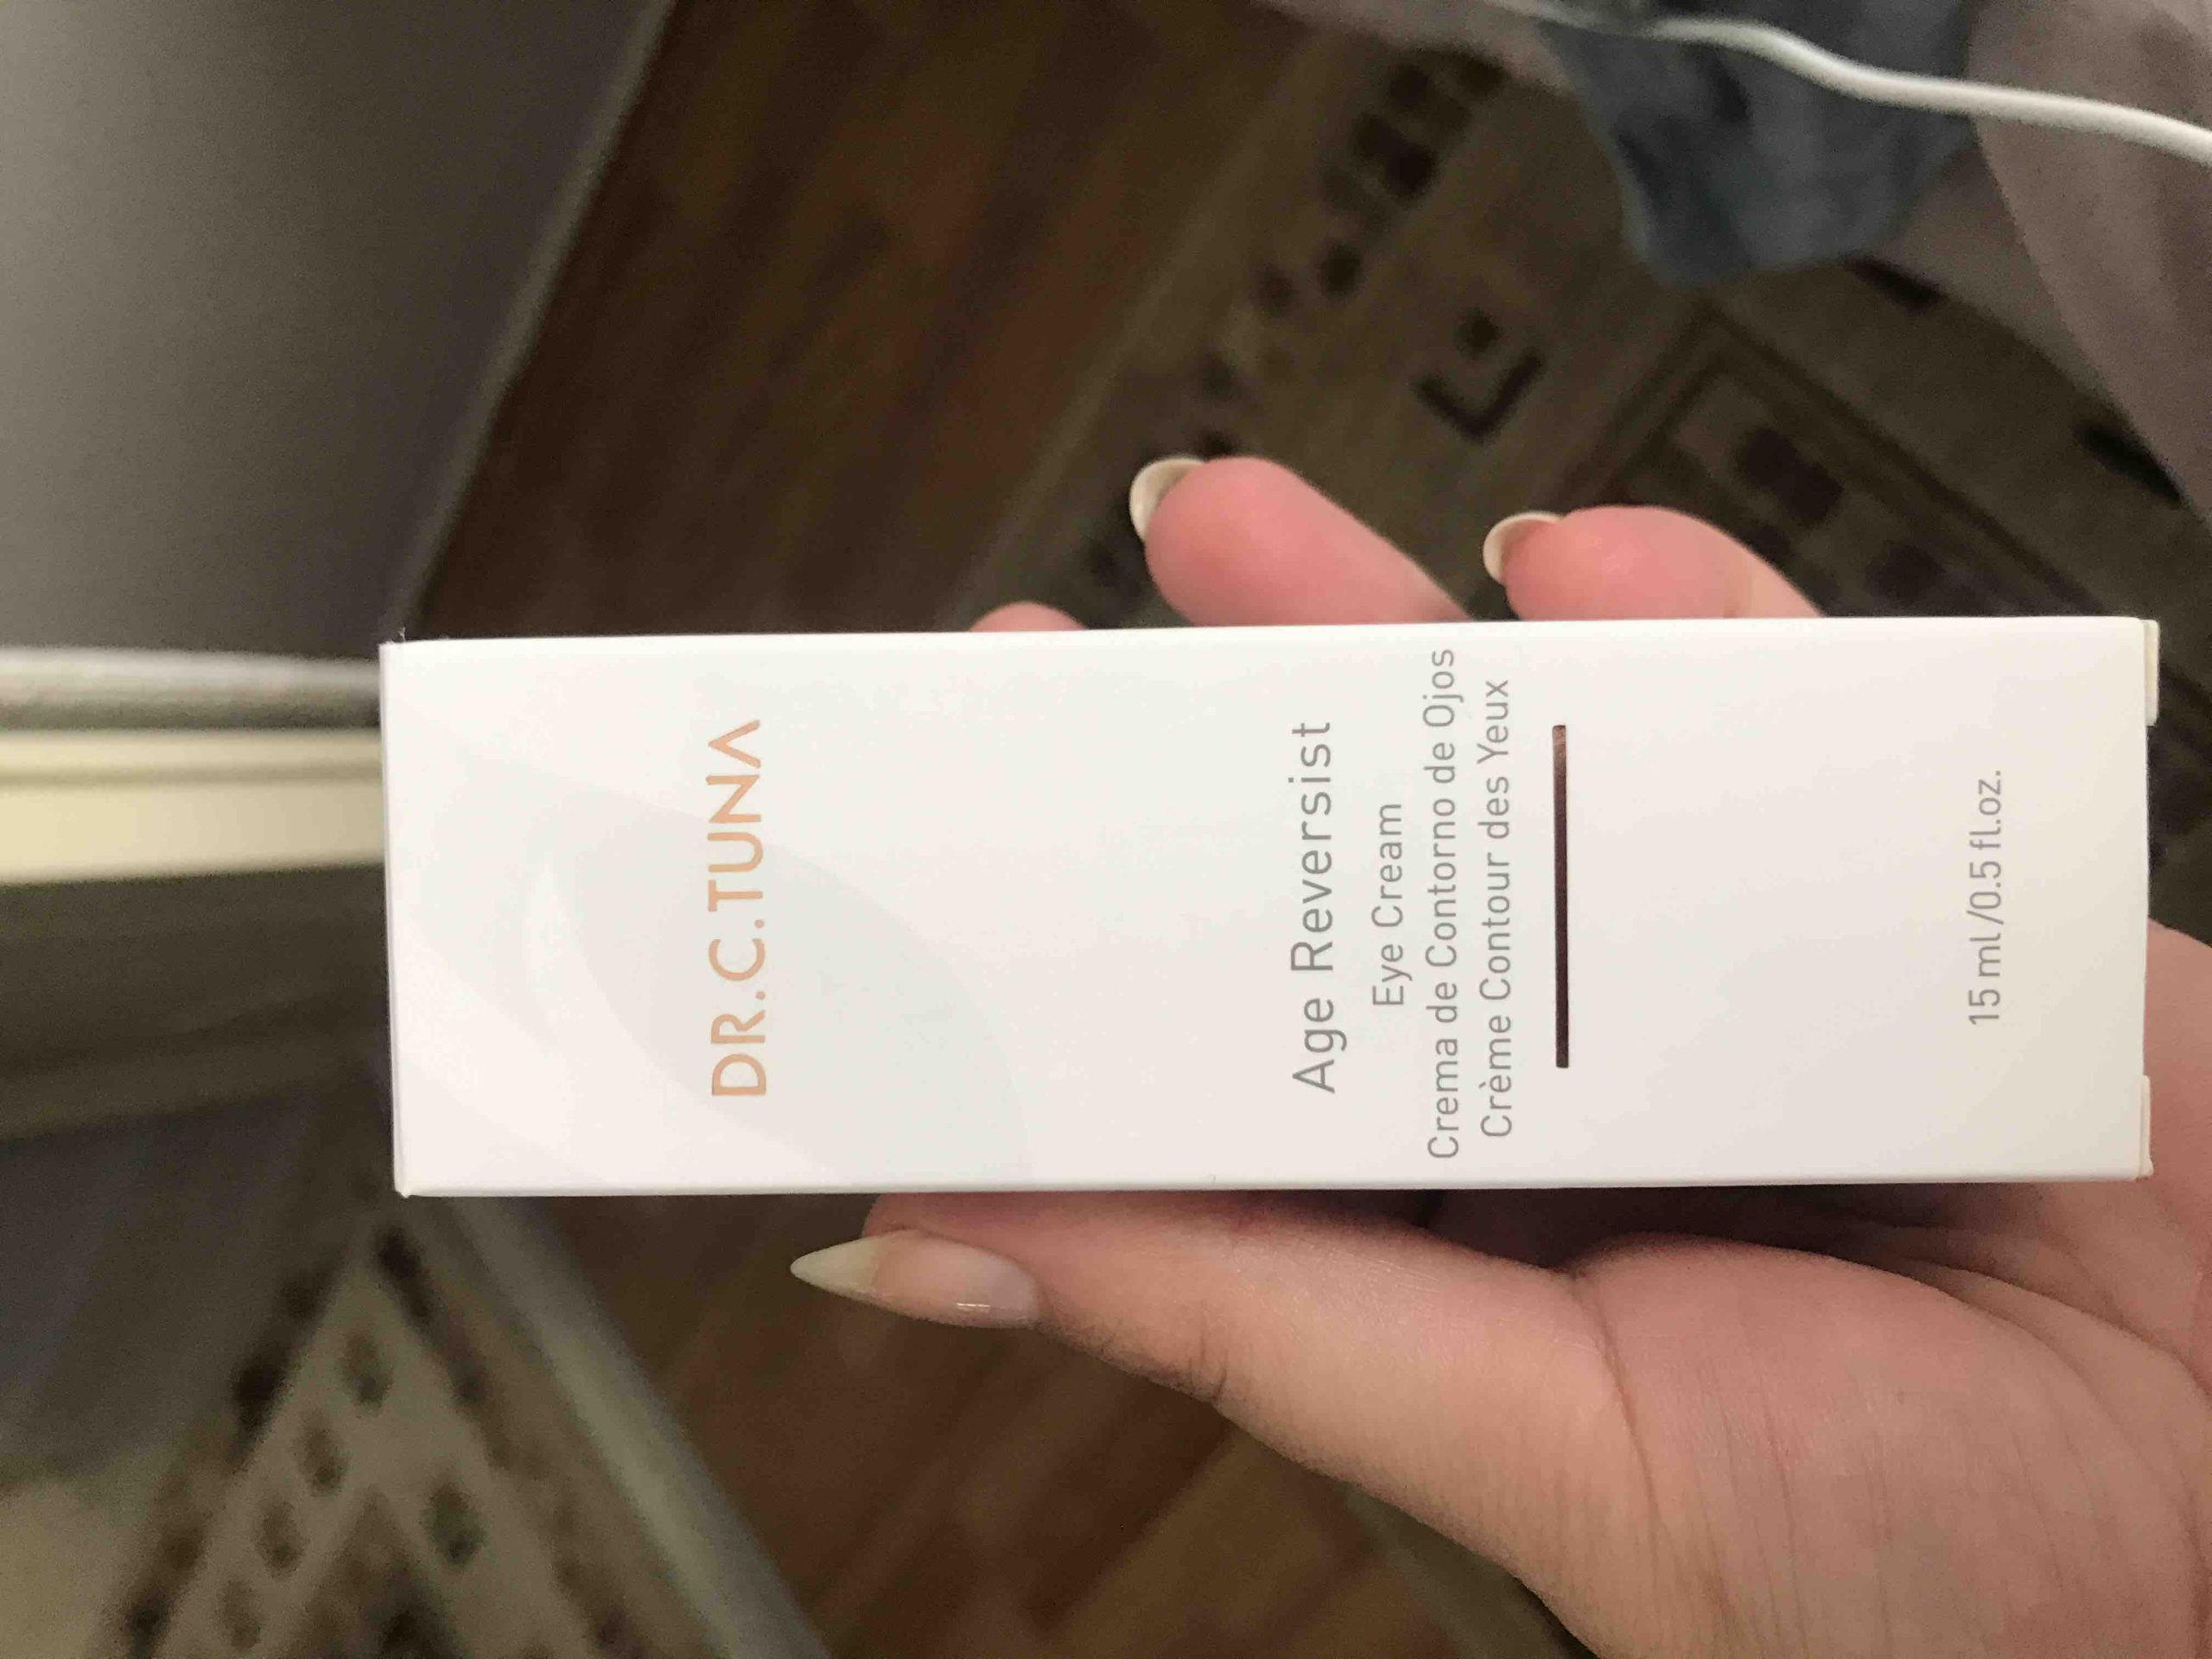 DR.C.TUNA
Age Reversist
Eye Cream
Crema de Contorno de Ojos
Crème Contour des Yeux
15 ml/0.5 fl.oz.